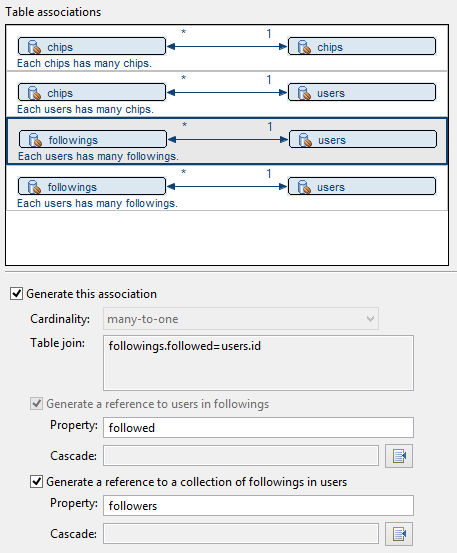 Table associations
chips * 1 chips
Each chips has many chips.
chips * 1 users
Each users has many chips.
followings * 1 users
Each users has many followings.
followings * 1 users
Each users has many followings.
Generate this association
Cardinality: many-to-one
Table join: followings.followed=users.id
Generate a reference to users in followings
Property: followed
Cascade:
Generate a reference to a collection of followings in users
Property: followers
Cascade: